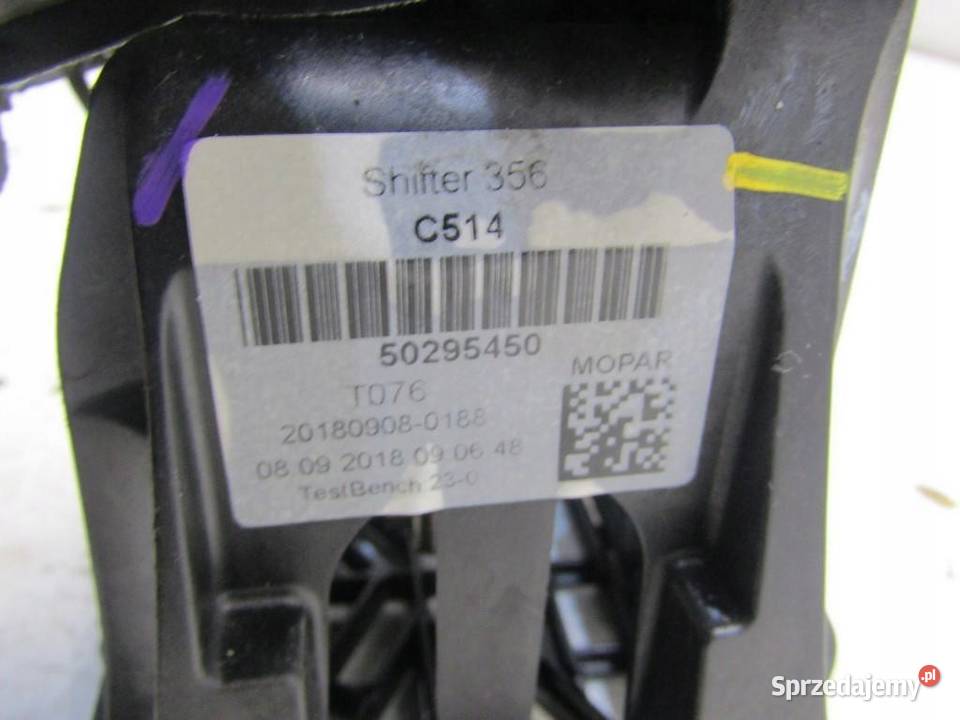 Shifter 356
C514
50295450
MOPAR
T076
20180908-0188
08 09 2018 09 06 48
TestBench 23-0
Sprzedajemy.pl